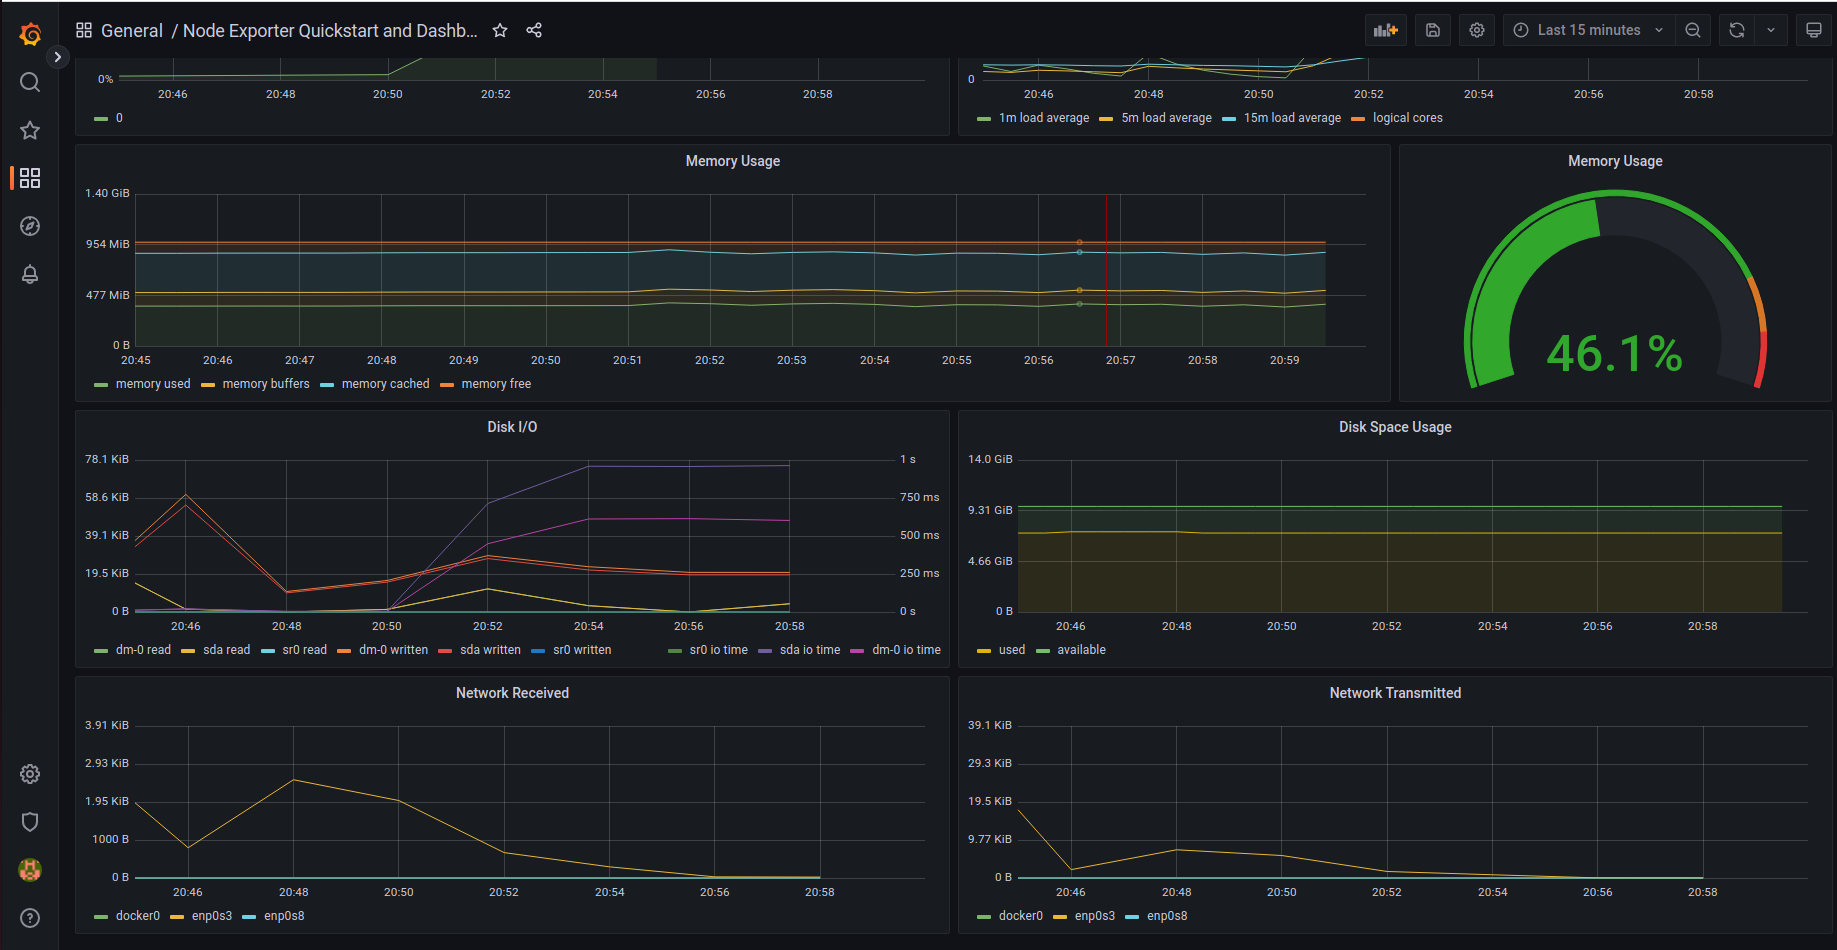 General / Node Exporter Quickstart and Dashb...
Last 15 minutes
0%
20:46 20:48 20:50 20:52 20:54 20:56 20:58
0
0
20:46 20:48 20:50 20:52 20:54 20:56 20:58
1m load average 5m load average 15m load average logical cores
Memory Usage
1.40 GiB
954 MiB
477 MiB
0 B
20:45 20:46 20:47 20:48 20:49 20:50 20:51 20:52 20:53 20:54 20:55 20:56 20:57 20:58 20:59
memory used memory buffers memory cached memory free
Memory Usage
46.1%
Disk I/O
78.1 KiB 1 s
58.6 KiB 750 ms
39.1 KiB 500 ms
19.5 KiB 250 ms
0 B 0 s
20:46 20:48 20:50 20:52 20:54 20:56 20:58
dm-0 read sda read sr0 read dm-0 written sda written sr0 written sr0 io time sda io time dm-0 io time
Disk Space Usage
14.0 GiB
9.31 GiB
4.66 GiB
0 B
20:46 20:48 20:50 20:52 20:54 20:56 20:58
used available
Network Received
3.91 KiB
2.93 KiB
1.95 KiB
1000 B
0 B
20:46 20:48 20:50 20:52 20:54 20:56 20:58
docker0 enp0s3 enp0s8
Network Transmitted
39.1 KiB
29.3 KiB
19.5 KiB
9.77 KiB
0 B
20:46 20:48 20:50 20:52 20:54 20:56 20:58
docker0 enp0s3 enp0s8